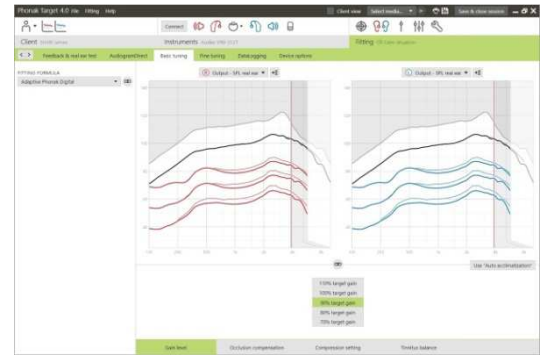 Phonak Target 4.0 File Fitting Help
Client view Select media... Save & close session
Connect
Client
Instruments
Fitting
Feedback & real ear test AudiogramDirect Basic tuning Fine tuning DataLogging Device options
FITTING FORMULA
Adaptive Phonak Digital
R Output - SPL real ear
L Output - SPL real ear
Use 'Auto acclimatization'
110% target gain
100% target gain
90% target gain
80% target gain
70% target gain
Gain level Occlusion compensation Compression setting Tinnitus balance